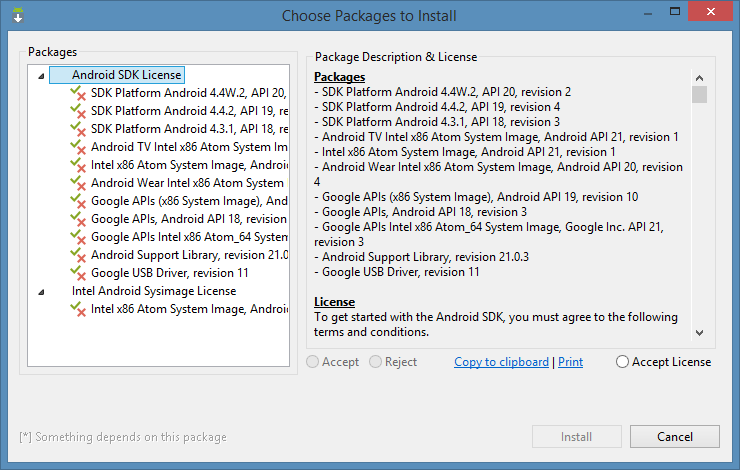 Choose Packages to Install
Packages
Android SDK License
SDK Platform Android 4.4W.2, API 20,
SDK Platform Android 4.4.2, API 19, re
SDK Platform Android 4.3.1, API 18, re
Android TV Intel x86 Atom System Im
Intel x86 Atom System Image, Android
Android Wear Intel x86 Atom System
Google APIs (x86 System Image), And
Google APIs, Android API 18, revision
Google APIs Intel x86 Atom_64 System
Android Support Library, revision 21.0
Google USB Driver, revision 11
Intel Android Sysimage License
Intel x86 Atom System Image, Android
Package Description & License
Packages
- SDK Platform Android 4.4W.2, API 20, revision 2
- SDK Platform Android 4.4.2, API 19, revision 4
- SDK Platform Android 4.3.1, API 18, revision 3
- Android TV Intel x86 Atom System Image, Android API 21, revision 1
- Intel x86 Atom System Image, Android API 21, revision 1
- Android Wear Intel x86 Atom System Image, Android API 20, revision
4
- Google APIs (x86 System Image), Android API 19, revision 10
- Google APIs, Android API 18, revision 3
- Google APIs Intel x86 Atom_64 System Image, Google Inc. API 21,
revision 3
- Android Support Library, revision 21.0.3
- Google USB Driver, revision 11
License
To get started with the Android SDK, you must agree to the following
terms and conditions.
Accept Reject Copy to clipboard | Print Accept License
[*] Something depends on this package
Install Cancel